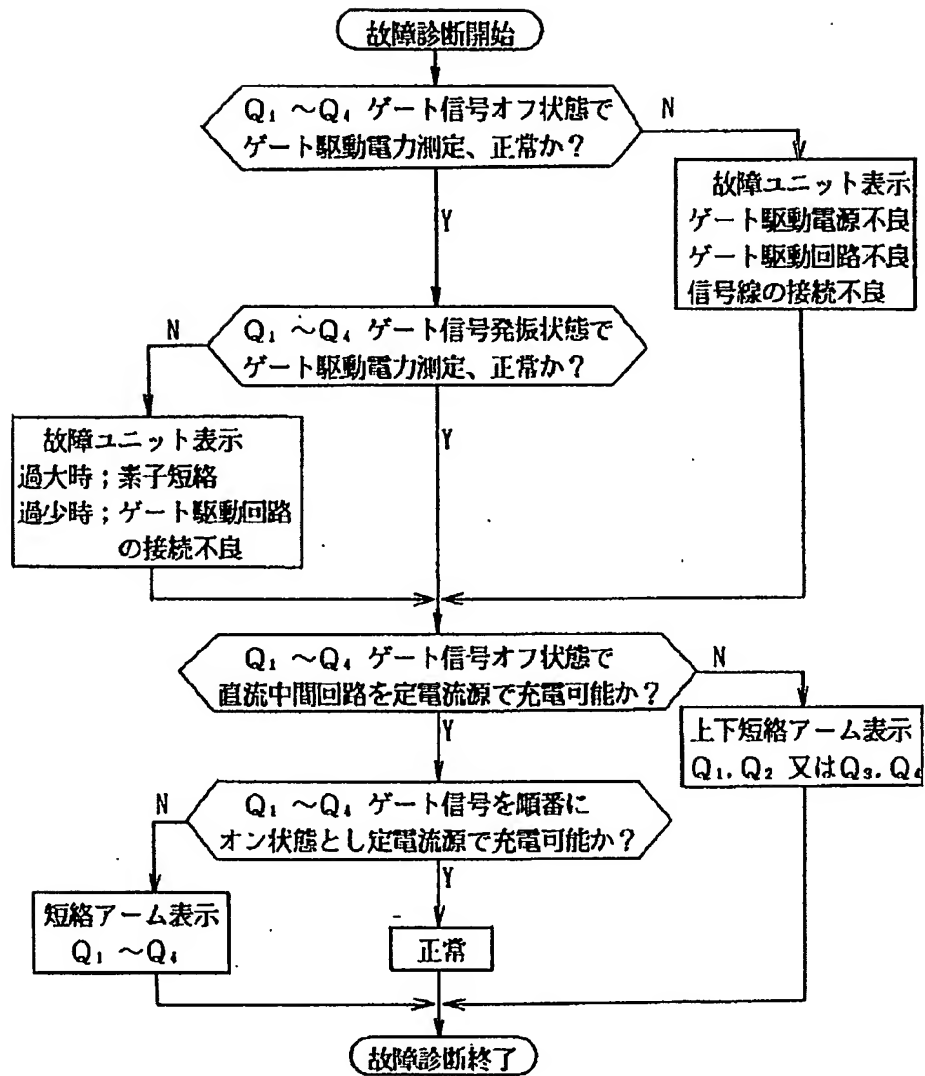 故障診断開始
Q₁ ～Q₄ ゲート信号オフ状態で
ゲート駆動電力測定、正常か？
N
Y
故障ユニット表示
ゲート駆動電源不良
ゲート駆動回路不良
信号線の接続不良
Q₁ ～Q₄ ゲート信号発振状態で
ゲート駆動電力測定、正常か？
N
Y
故障ユニット表示
過大時；素子短絡
過少時；ゲート駆動回路
の接続不良
Q₁ ～Q₄ ゲート信号オフ状態で
直流中間回路を定電流源で充電可能か？
N
Y
上下短絡アーム表示
Q₁．Q₂ 又はQ₃．Q₄
Q₁ ～Q₄ ゲート信号を順番に
オン状態とし定電流源で充電可能か？
N
Y
短絡アーム表示
Q₁ ～Q₄
正常
故障診断終了